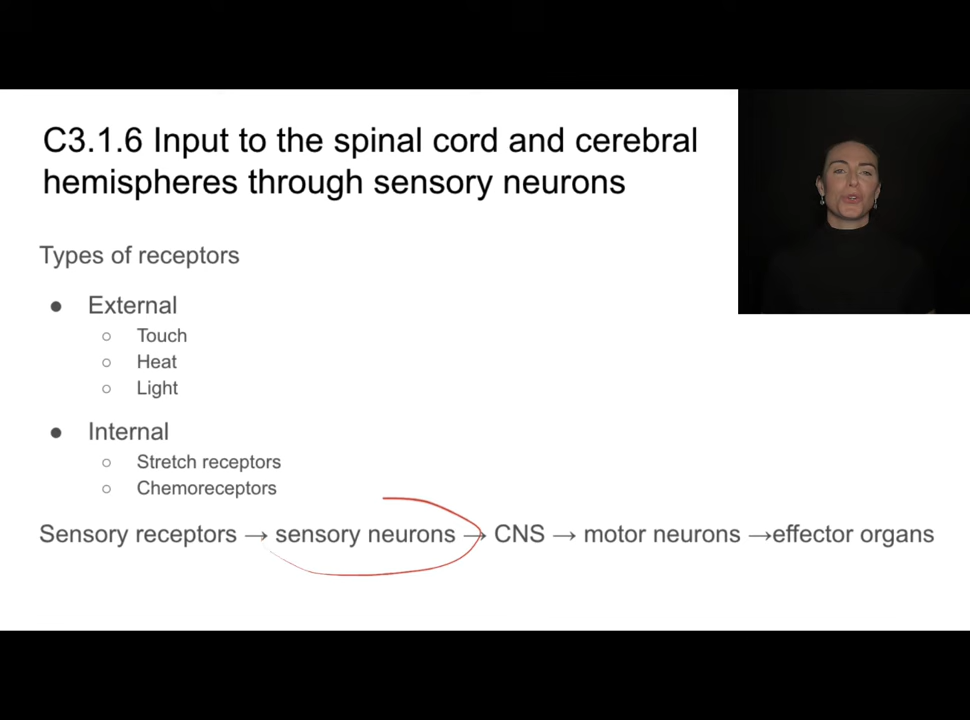 C3.1.6 Input to the spinal cord and cerebral
hemispheres through sensory neurons
Types of receptors
● External
○ Touch
○ Heat
○ Light
● Internal
○ Stretch receptors
○ Chemoreceptors
Sensory receptors → sensory neurons → CNS → motor neurons →effector organs